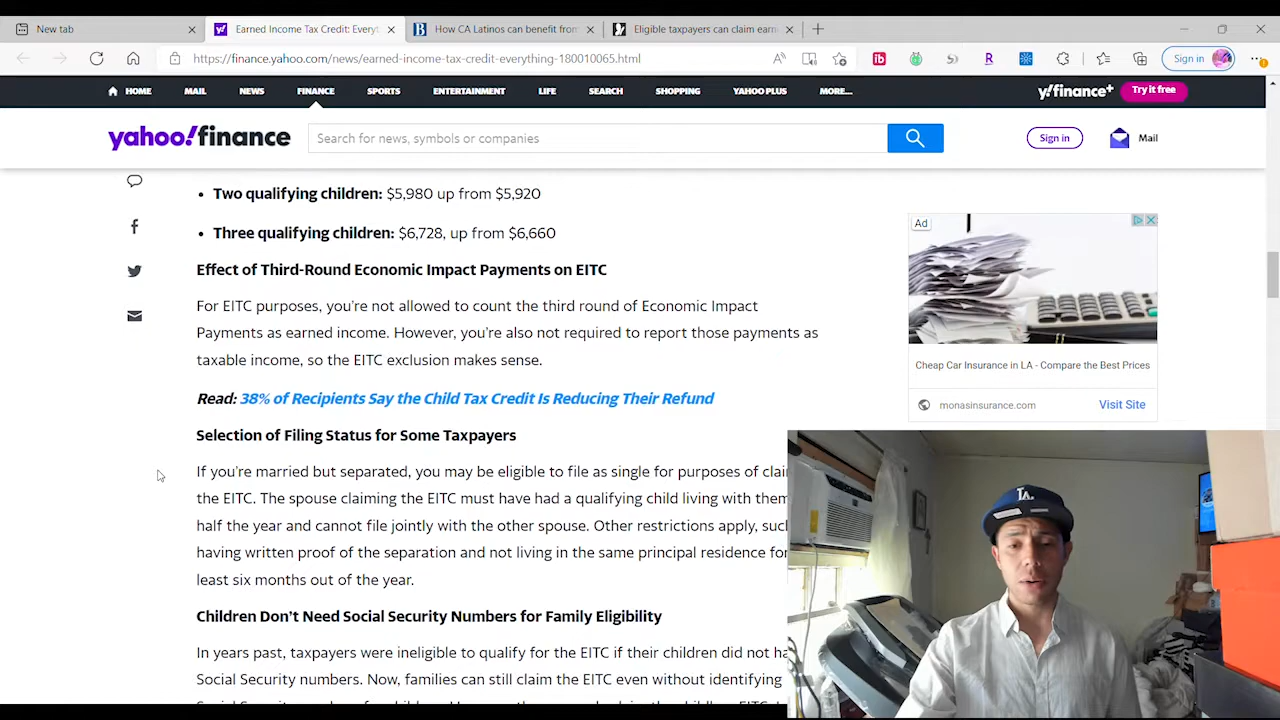 New tab
Earned Income Tax Credit: Everyt
How CA Latinos can benefit from
Eligible taxpayers can claim earn
https://finance.yahoo.com/news/earned-income-tax-credit-everything-180010065.html
Sign in
HOME MAIL NEWS FINANCE SPORTS ENTERTAINMENT LIFE SEARCH SHOPPING YAHOO PLUS MORE...
y!finance+ Try it free
yahoo!finance
Search for news, symbols or companies
Sign in
Mail
• Two qualifying children: $5,980 up from $5,920
• Three qualifying children: $6,728, up from $6,660
Effect of Third-Round Economic Impact Payments on EITC
For EITC purposes, you're not allowed to count the third round of Economic Impact
Payments as earned income. However, you're also not required to report those payments as
taxable income, so the EITC exclusion makes sense.
Read: 38% of Recipients Say the Child Tax Credit Is Reducing Their Refund
Selection of Filing Status for Some Taxpayers
If you're married but separated, you may be eligible to file as single for purposes of clai
the EITC. The spouse claiming the EITC must have had a qualifying child living with them
half the year and cannot file jointly with the other spouse. Other restrictions apply, suc
having written proof of the separation and not living in the same principal residence for
least six months out of the year.
Children Don't Need Social Security Numbers for Family Eligibility
In years past, taxpayers were ineligible to qualify for the EITC if their children did not ha
Social Security numbers. Now, families can still claim the EITC even without identifying
Ad
Cheap Car Insurance in LA - Compare the Best Prices
monasinsurance.com
Visit Site
LA